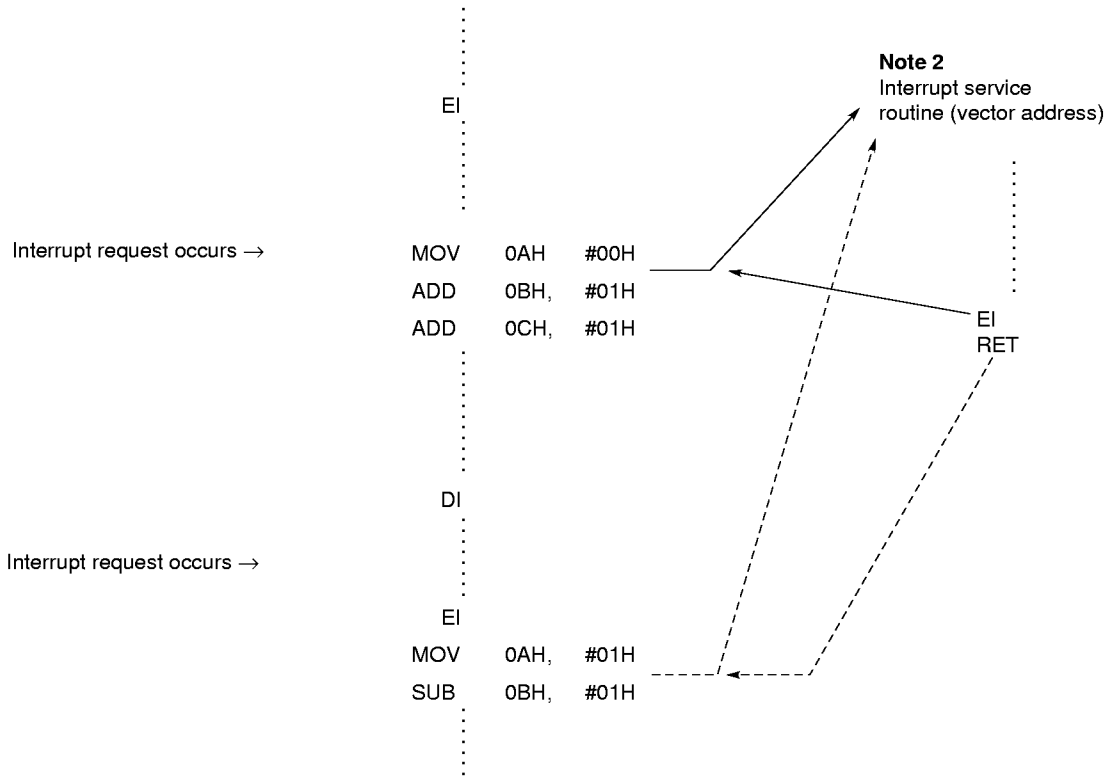 Note 2
Interrupt service
routine (vector address)
EI
Interrupt request occurs →
MOV 0AH #00H
ADD 0BH, #01H
ADD 0CH, #01H
EI
RET
DI
Interrupt request occurs →
EI
MOV 0AH, #01H
SUB 0BH, #01H